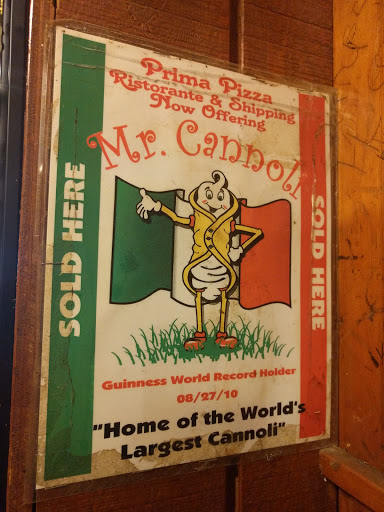 Prima Pizza
Ristorante & Shipping
Now Offering
Mr. Cannoli
SOLD HERE
SOLD HERE
Guinness World Record Holder
08/27/10
"Home of the World's
Largest Cannoli"